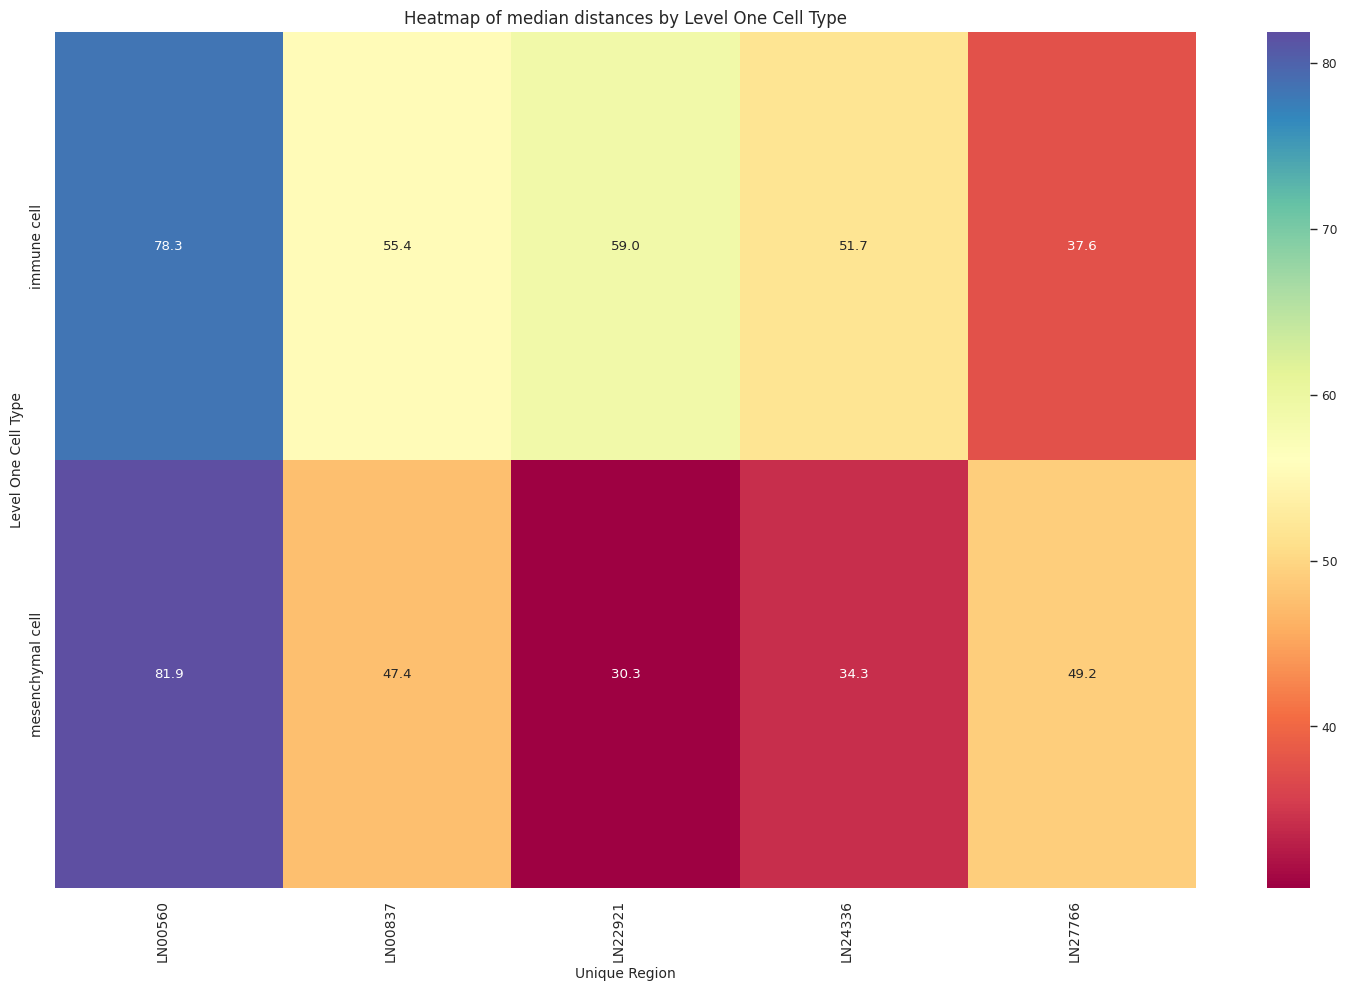 Heatmap of median distances by Level One Cell Type
Level One Cell Type
immune cell
78.3 55.4 59.0 51.7 37.6
mesenchymal cell
81.9 47.4 30.3 34.3 49.2
LN00560 LN00837 LN22921 LN24336 LN27766
Unique Region
80
70
60
50
40